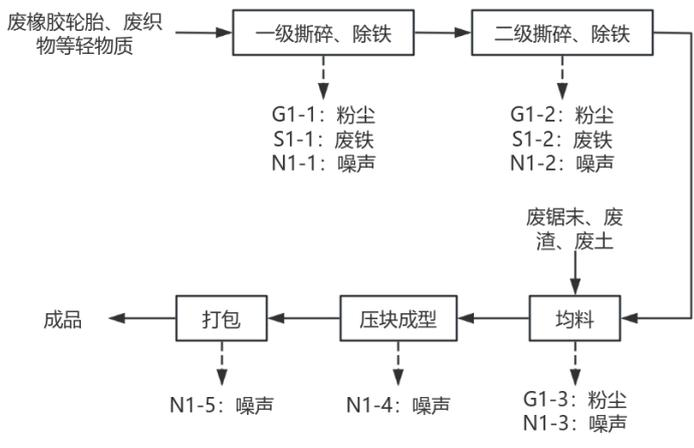 废橡胶轮胎、废织
物等轻物质
一级撕碎、除铁
二级撕碎、除铁
G1-1：粉尘
S1-1：废铁
N1-1：噪声
G1-2：粉尘
S1-2：废铁
N1-2：噪声
废锯末、废
渣、废土
成品
打包
压块成型
均料
N1-5：噪声
N1-4：噪声
G1-3：粉尘
N1-3：噪声